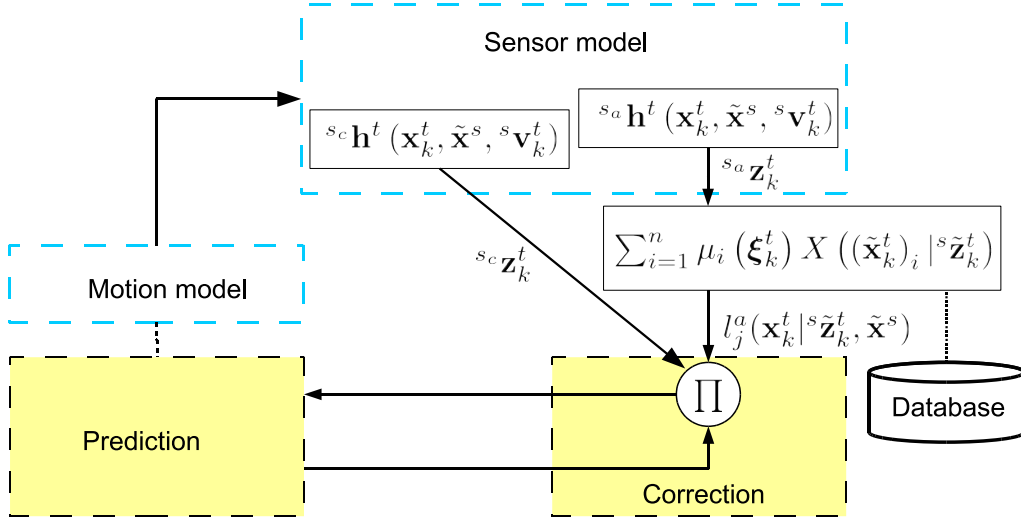 Sensor model
$^{s_c}\mathbf{h}^t\left(\mathbf{x}_k^t, \tilde{\mathbf{x}}^s, {}^s\mathbf{v}_k^t\right)$
$^{s_a}\mathbf{h}^t\left(\mathbf{x}_k^t, \tilde{\mathbf{x}}^s, {}^s\mathbf{v}_k^t\right)$
$^{s_a}\mathbf{z}_k^t$
$\sum_{i=1}^{n} \mu_i\left(\boldsymbol{\xi}_k^t\right) X\left(\left(\tilde{\mathbf{x}}_k^t\right)_i |{}^s\tilde{\mathbf{z}}_k^t\right)$
$^{s_c}\mathbf{z}_k^t$
Motion model
$l_j^a(\mathbf{x}_k^t|{}^s\tilde{\mathbf{z}}_k^t, \tilde{\mathbf{x}}^s)$
∏
Database
Prediction
Correction